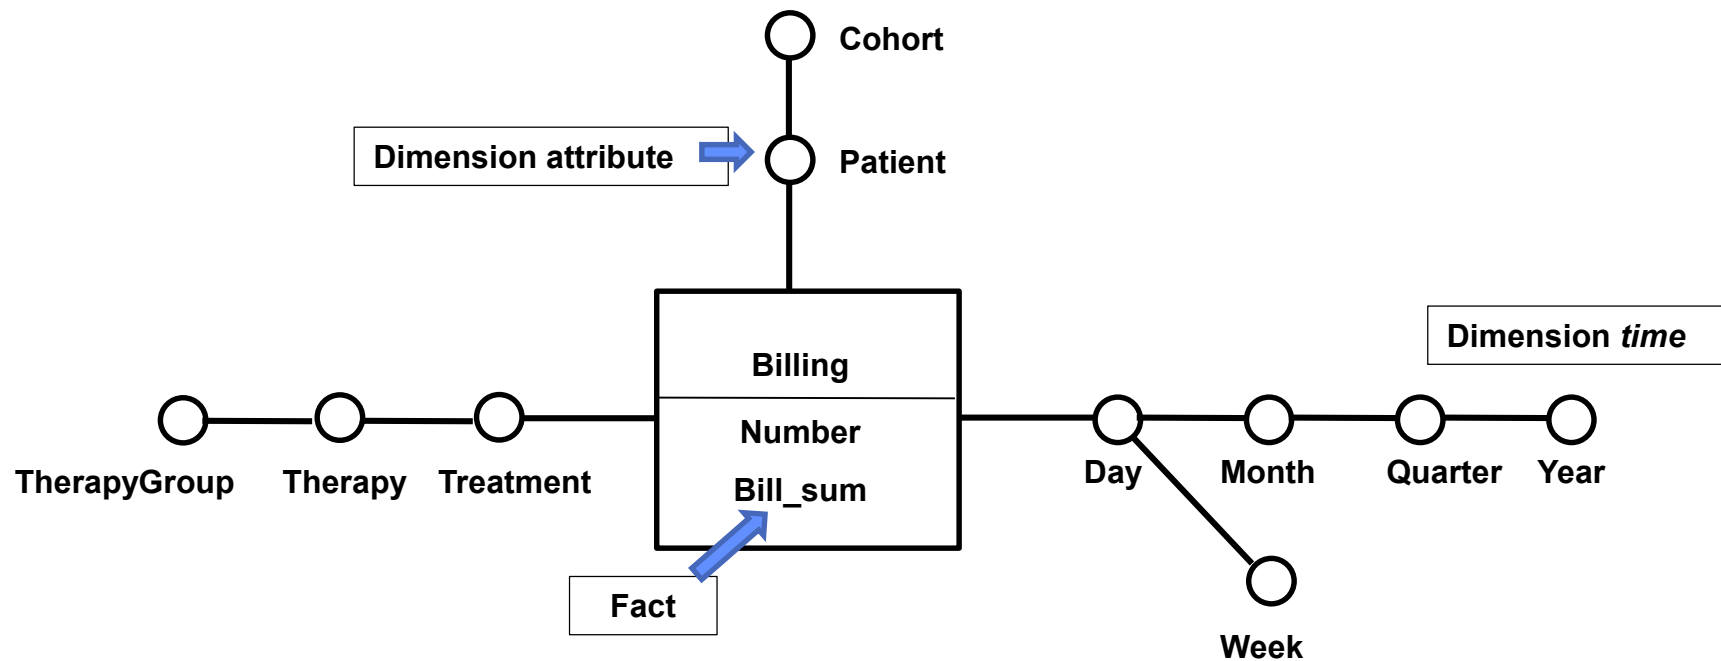 Cohort
Dimension attribute
Patient
Dimension time
Billing
Number
Bill_sum
TherapyGroup
Therapy
Treatment
Day
Month
Quarter
Year
Fact
Week